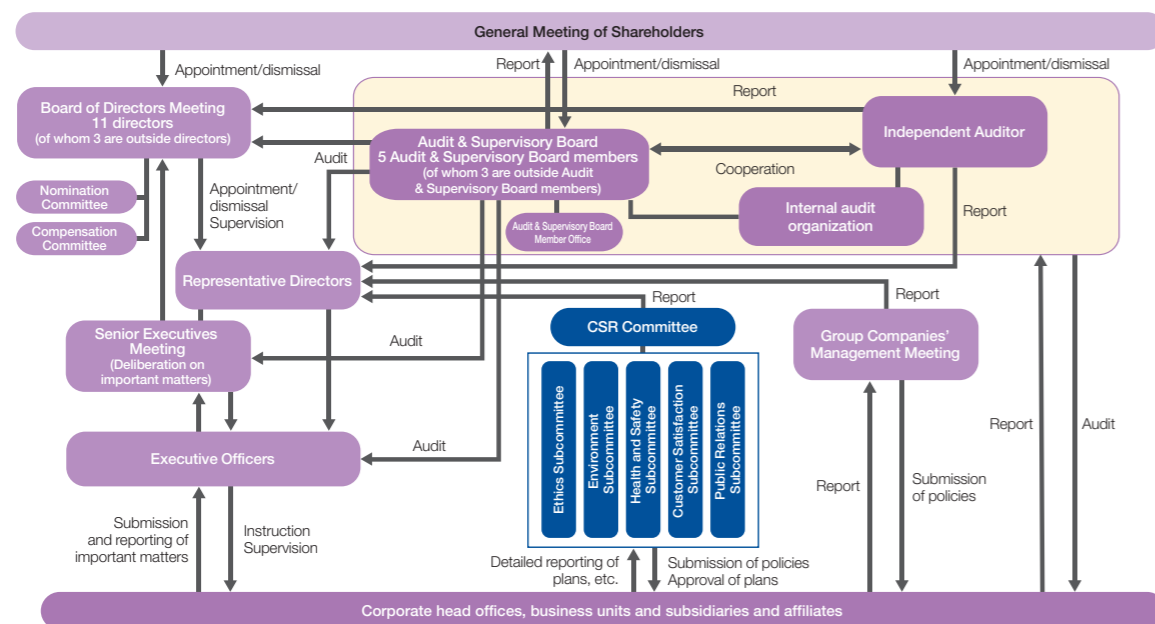 General Meeting of Shareholders
Appointment/dismissal
Report
Appointment/dismissal
Appointment/dismissal
Board of Directors Meeting
11 directors
(of whom 3 are outside directors)
Report
Independent Auditor
Audit & Supervisory Board
5 Audit & Supervisory Board members
(of whom 3 are outside Audit
& Supervisory Board members)
Audit
Cooperation
Nomination
Committee
Compensation
Committee
Appointment/
dismissal
Supervision
Audit & Supervisory Board
Member Office
Internal audit
organization
Report
Representative Directors
Report
Report
Senior Executives
Meeting
(Deliberation on
important matters)
Audit
CSR Committee
Group Companies’
Management Meeting
Ethics Subcommittee
Environment
Subcommittee
Health and Safety
Subcommittee
Customer Satisfaction
Subcommittee
Public Relations
Subcommittee
Report
Audit
Executive Officers
Audit
Report
Submission
of policies
Submission
and reporting of
important matters
Instruction
Supervision
Detailed reporting of
plans, etc.
Submission of policies
Approval of plans
Corporate head offices, business units and subsidiaries and affiliates